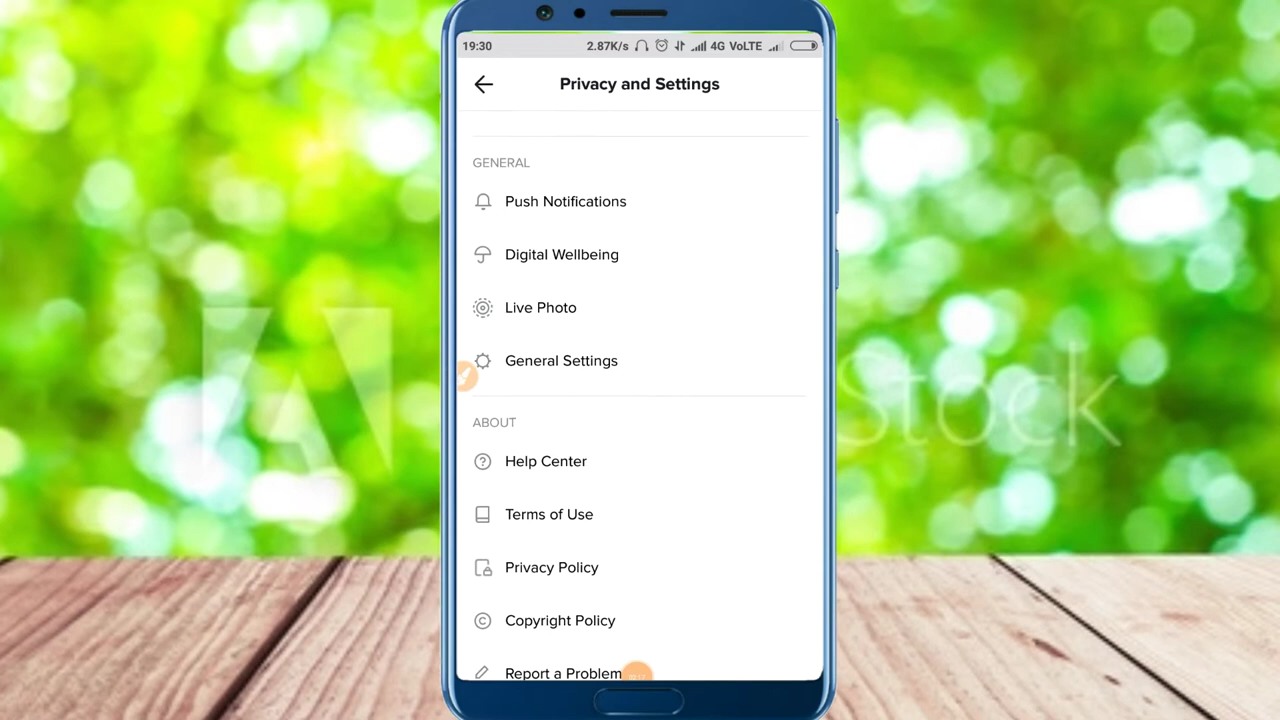 19:30 2.87K/s 4G VoLTE
Privacy and Settings
GENERAL
Push Notifications
Digital Wellbeing
Live Photo
General Settings
ABOUT
Help Center
Terms of Use
Privacy Policy
Copyright Policy
Report a Problem
Stock